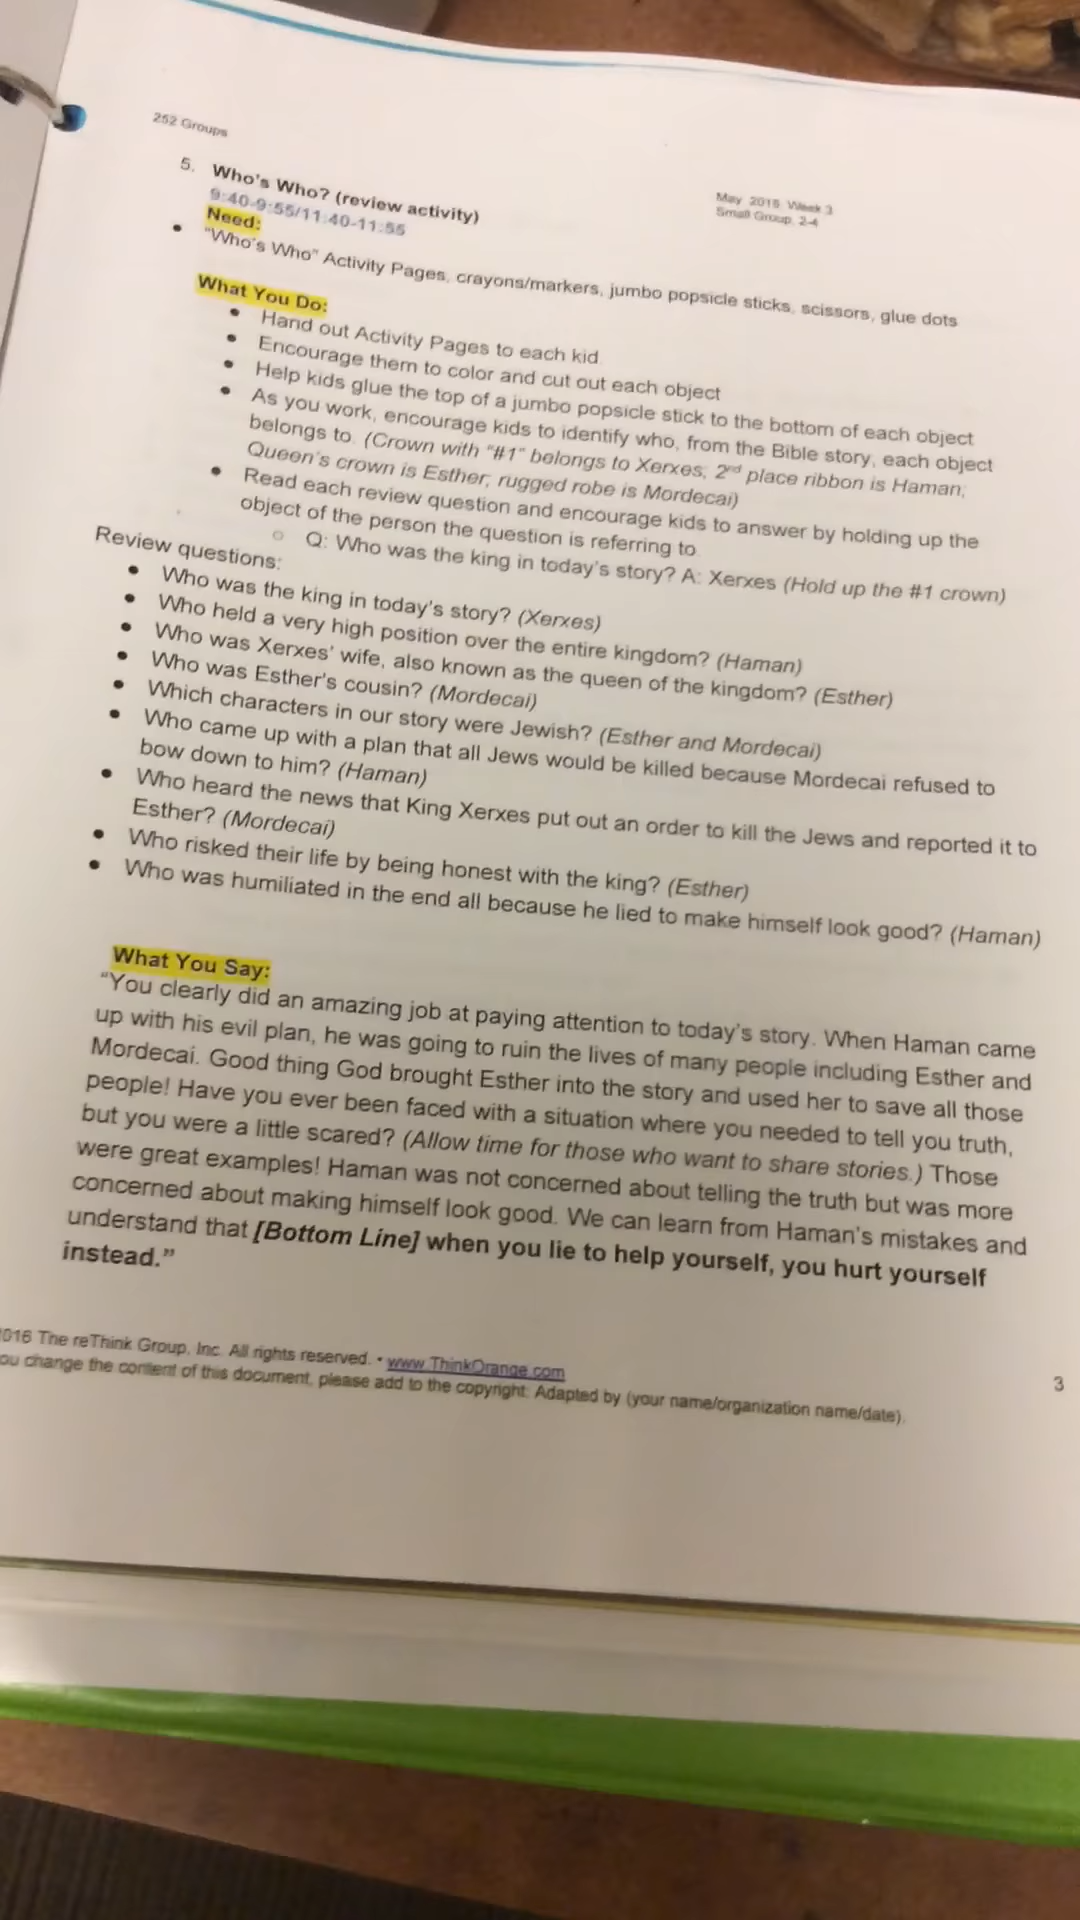 252 Groups
May 2016 Week 3
Small Group, 2-4
5. Who's Who? (review activity)
9:40-9:55/11:40-11:55
Need:
• "Who's Who" Activity Pages, crayons/markers, jumbo popsicle sticks, scissors, glue dots
What You Do:
• Hand out Activity Pages to each kid
• Encourage them to color and cut out each object
• Help kids glue the top of a jumbo popsicle stick to the bottom of each object
• As you work, encourage kids to identify who, from the Bible story, each object
belongs to. (Crown with "#1" belongs to Xerxes; 2nd place ribbon is Haman;
Queen's crown is Esther; rugged robe is Mordecai)
• Read each review question and encourage kids to answer by holding up the
object of the person the question is referring to
○ Q: Who was the king in today's story? A: Xerxes (Hold up the #1 crown)
Review questions:
• Who was the king in today's story? (Xerxes)
• Who held a very high position over the entire kingdom? (Haman)
• Who was Xerxes' wife, also known as the queen of the kingdom? (Esther)
• Who was Esther's cousin? (Mordecai)
• Which characters in our story were Jewish? (Esther and Mordecai)
• Who came up with a plan that all Jews would be killed because Mordecai refused to
bow down to him? (Haman)
• Who heard the news that King Xerxes put out an order to kill the Jews and reported it to
Esther? (Mordecai)
• Who risked their life by being honest with the king? (Esther)
• Who was humiliated in the end all because he lied to make himself look good? (Haman)
What You Say:
"You clearly did an amazing job at paying attention to today's story. When Haman came
up with his evil plan, he was going to ruin the lives of many people including Esther and
Mordecai. Good thing God brought Esther into the story and used her to save all those
people! Have you ever been faced with a situation where you needed to tell you truth,
but you were a little scared? (Allow time for those who want to share stories.) Those
were great examples! Haman was not concerned about telling the truth but was more
concerned about making himself look good. We can learn from Haman's mistakes and
understand that [Bottom Line] when you lie to help yourself, you hurt yourself
instead."
016 The reThink Group, Inc. All rights reserved. • www.ThinkOrange.com
ou change the content of this document, please add to the copyright: Adapted by (your name/organization name/date).
3